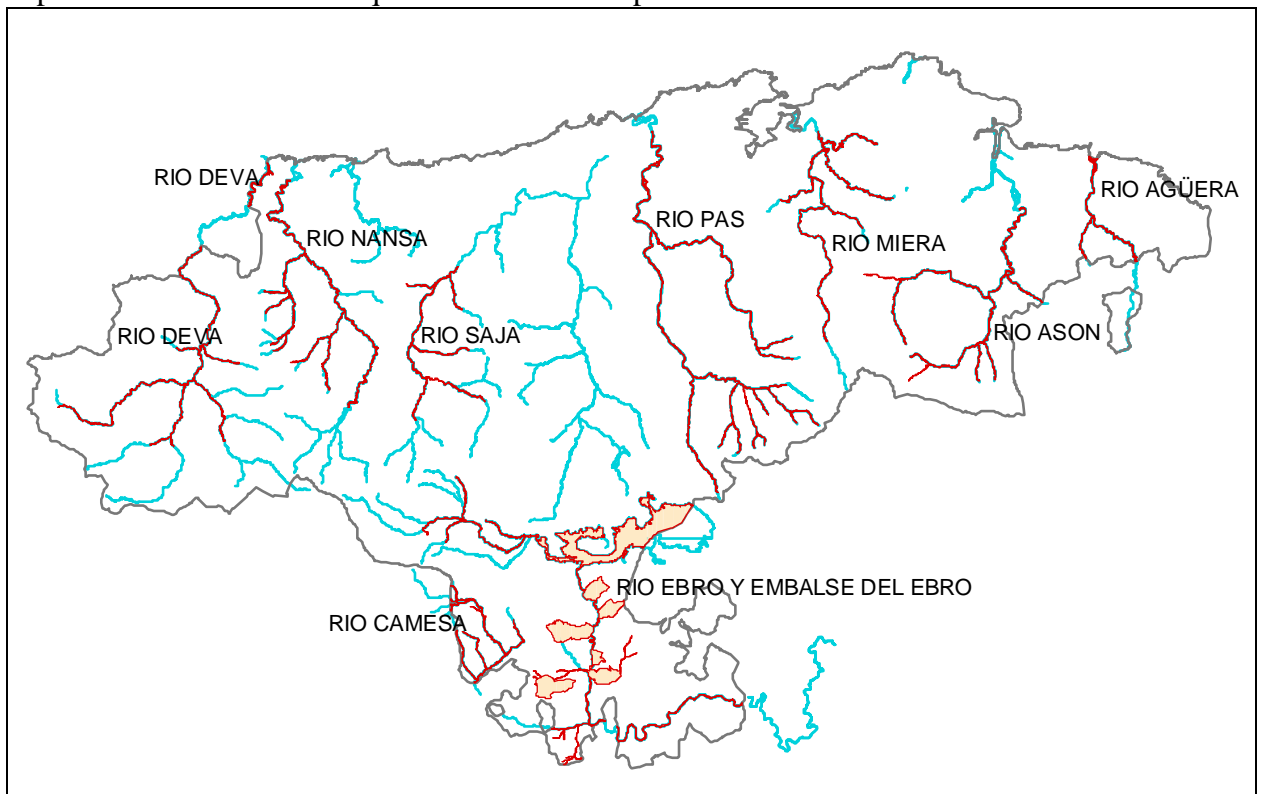 RIO DEVA
RIO AGÜERA
RIO PAS
RIO NANSA
RIO MIERA
RIO DEVA
RIO SAJA
RIO ASON
RIO EBRO Y EMBALSE DEL EBRO
RIO CAMESA